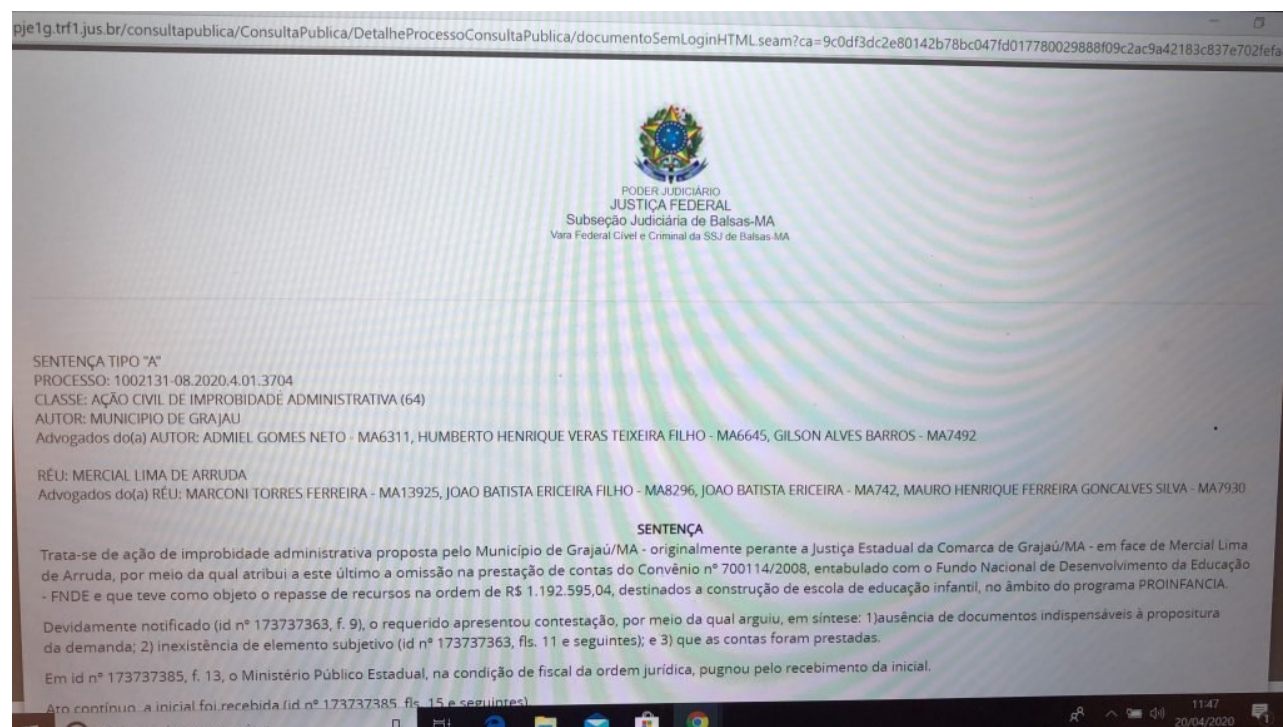 pje1g.trf1.jus.br/consultapublica/ConsultaPublica/DetalheProcessoConsultaPublica/documentoSemLoginHTML.seam?ca=9c0df3dc2e80142b78bc047fd017780029888f09c2ac9a42183c837e702fefa
PODER JUDICIÁRIO
JUSTIÇA FEDERAL
Subseção Judiciária de Balsas-MA
Vara Federal Cível e Criminal da SSJ de Balsas-MA
SENTENÇA TIPO "A"
PROCESSO: 1002131-08.2020.4.01.3704
CLASSE: AÇÃO CIVIL DE IMPROBIDADE ADMINISTRATIVA (64)
AUTOR: MUNICIPIO DE GRAJAU
Advogados do(a) AUTOR: ADMIEL GOMES NETO - MA6311, HUMBERTO HENRIQUE VERAS TEIXEIRA FILHO - MA6645, GILSON ALVES BARROS - MA7492
RÉU: MERCIAL LIMA DE ARRUDA
Advogados do(a) RÉU: MARCONI TORRES FERREIRA - MA13925, JOAO BATISTA ERICEIRA FILHO - MA8296, JOAO BATISTA ERICEIRA - MA742, MAURO HENRIQUE FERREIRA GONCALVES SILVA - MA7930
SENTENÇA
Trata-se de ação de improbidade administrativa proposta pelo Município de Grajaú/MA - originalmente perante a Justiça Estadual da Comarca de Grajaú/MA - em face de Mercial Lima
de Arruda, por meio da qual atribui a este último a omissão na prestação de contas do Convênio nº 700114/2008, entabulado com o Fundo Nacional de Desenvolvimento da Educação
- FNDE e que teve como objeto o repasse de recursos na ordem de R$ 1.192.595,04, destinados a construção de escola de educação infantil, no âmbito do programa PROINFANCIA.
Devidamente notificado (id nº 173737363, f. 9), o requerido apresentou contestação, por meio da qual arguiu, em síntese: 1)ausência de documentos indispensáveis à propositura
da demanda; 2) inexistência de elemento subjetivo (id nº 173737363, fls. 11 e seguintes); e 3) que as contas foram prestadas.
Em id nº 173737385, f. 13, o Ministério Público Estadual, na condição de fiscal da ordem jurídica, pugnou pelo recebimento da inicial.
Ato contínuo, a inicial foi recebida (id nº 173737385, fls. 15 e seguintes).
11:47
20/04/2020